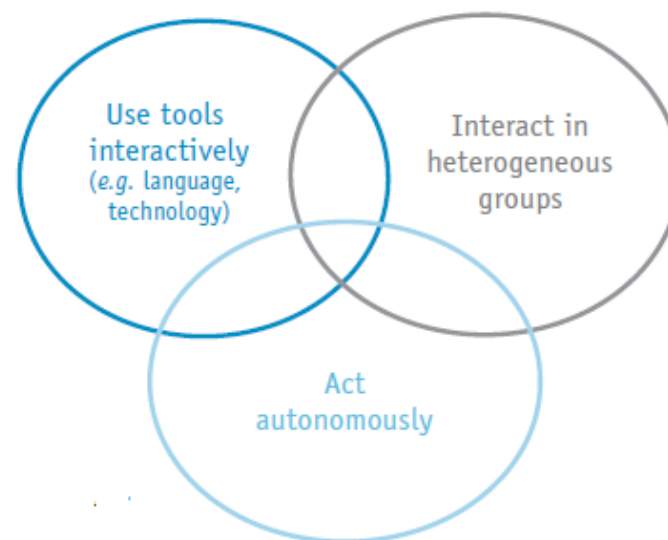 Use tools
interactively
(e.g. language,
technology)
Interact in
heterogeneous
groups
Act
autonomously